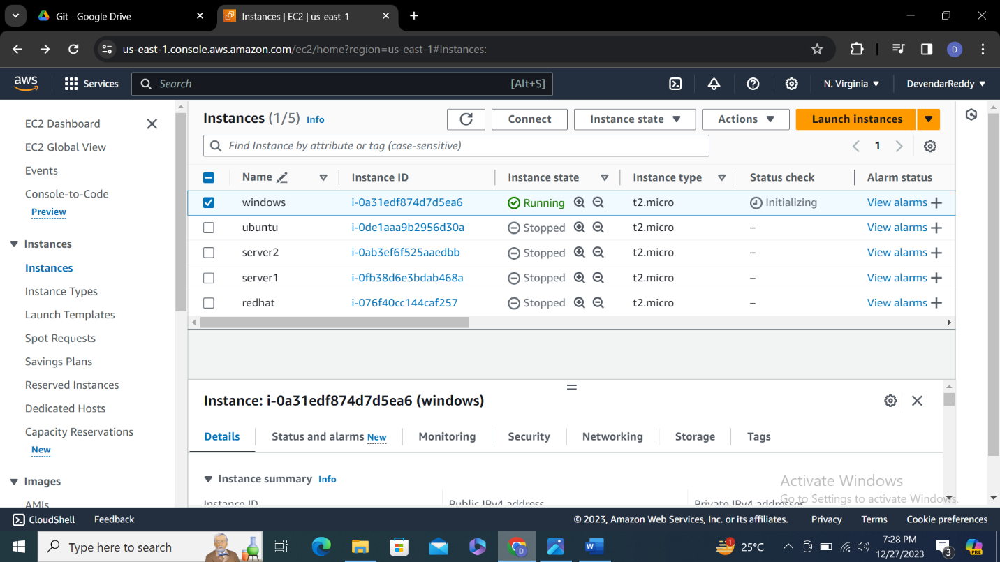 Git - Google Drive
Instances | EC2 | us-east-1
us-east-1.console.aws.amazon.com/ec2/home?region=us-east-1#Instances:
D
aws
Services
Search
[Alt+S]
N. Virginia
DevendarReddy
EC2 Dashboard
EC2 Global View
Events
Console-to-Code
Preview
Instances
Instances
Instance Types
Launch Templates
Spot Requests
Savings Plans
Reserved Instances
Dedicated Hosts
Capacity Reservations
New
Images
AMIs
Instances (1/5) Info
Connect
Instance state
Actions
Launch instances
Find Instance by attribute or tag (case-sensitive)
1
Name Instance ID Instance state Instance type Status check Alarm status
windows i-0a31edf874d7d5ea6 Running t2.micro Initializing View alarms
ubuntu i-0de1aaa9b2956d30a Stopped t2.micro – View alarms
server2 i-0ab3ef6f525aaedbb Stopped t2.micro – View alarms
server1 i-0fb38d6e3bdab468a Stopped t2.micro – View alarms
redhat i-076f40cc144caf257 Stopped t2.micro – View alarms
Instance: i-0a31edf874d7d5ea6 (windows)
Details Status and alarms New Monitoring Security Networking Storage Tags
Instance summary Info
Instance ID Public IPv4 address Private IPv4 addresses
Activate Windows
Go to Settings to activate Windows.
CloudShell Feedback © 2023, Amazon Web Services, Inc. or its affiliates. Privacy Terms Cookie preferences
Type here to search
D
W
1
25°C
7:28 PM
12/27/2023
3
PRE